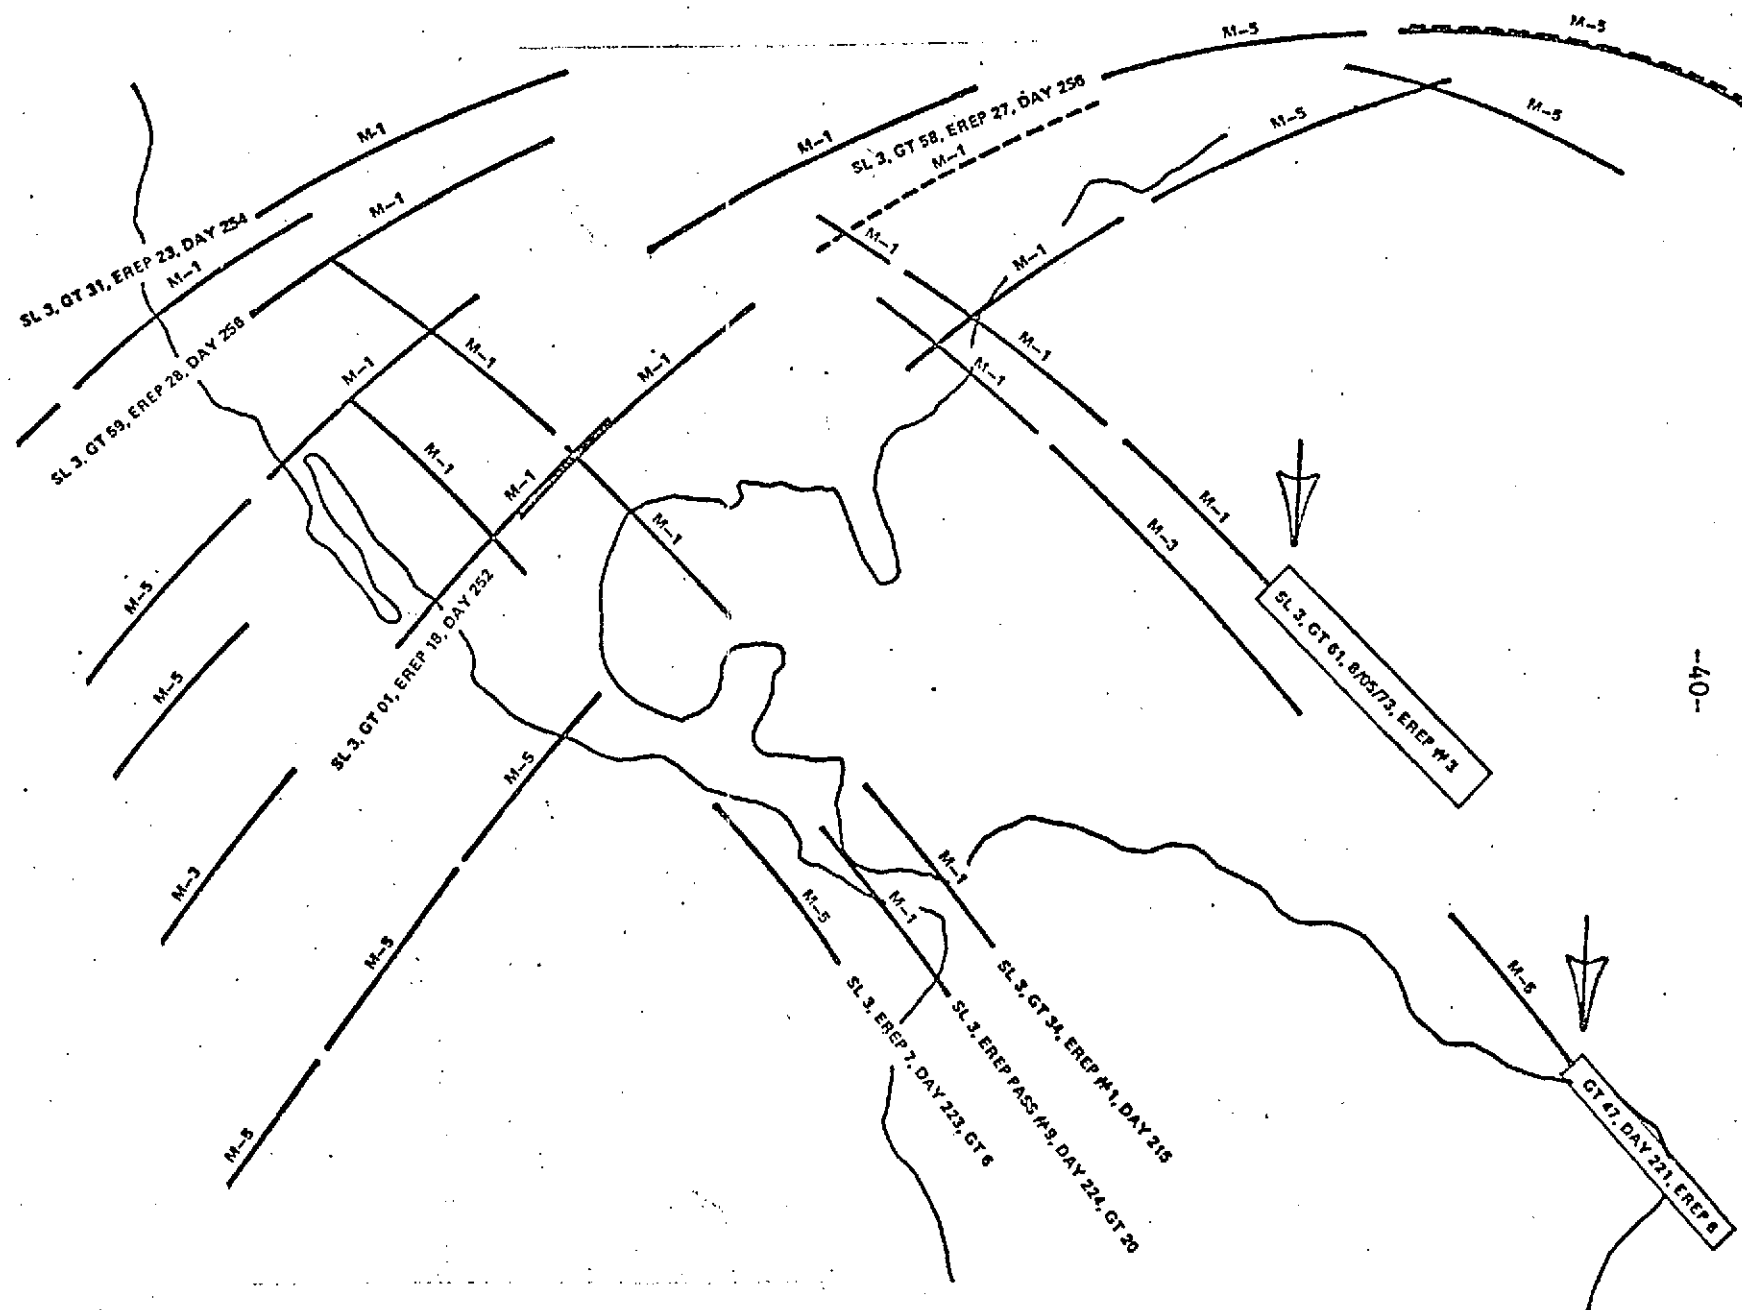 M-5
M-5
M-1
M-1
SL 3, GT 58, EREP 27, DAY 256
M-1
M-5
M-5
M-1
SL 3, GT 31, EREP 23, DAY 254
M-1
M-1
M-1
SL 3, GT 59, EREP 28, DAY 256
M-1
M-1
M-1
M-1
M-1
M-1
M-1
M-1
M-1
M-3
M-5
SL 3, GT 01, EREP 18, DAY 252
SL 3, GT 61, 8/05/73, EREP #3
-40-
M-5
M-5
M-3
M-5
M-5
M-1
M-1
M-5
M-5
SL 3, EREP 7, DAY 223, GT 6
SL 3, EREP PASS #9, DAY 224, GT 20
SL 3, GT 34, EREP #1, DAY 215
GT 47, DAY 221, EREP 6